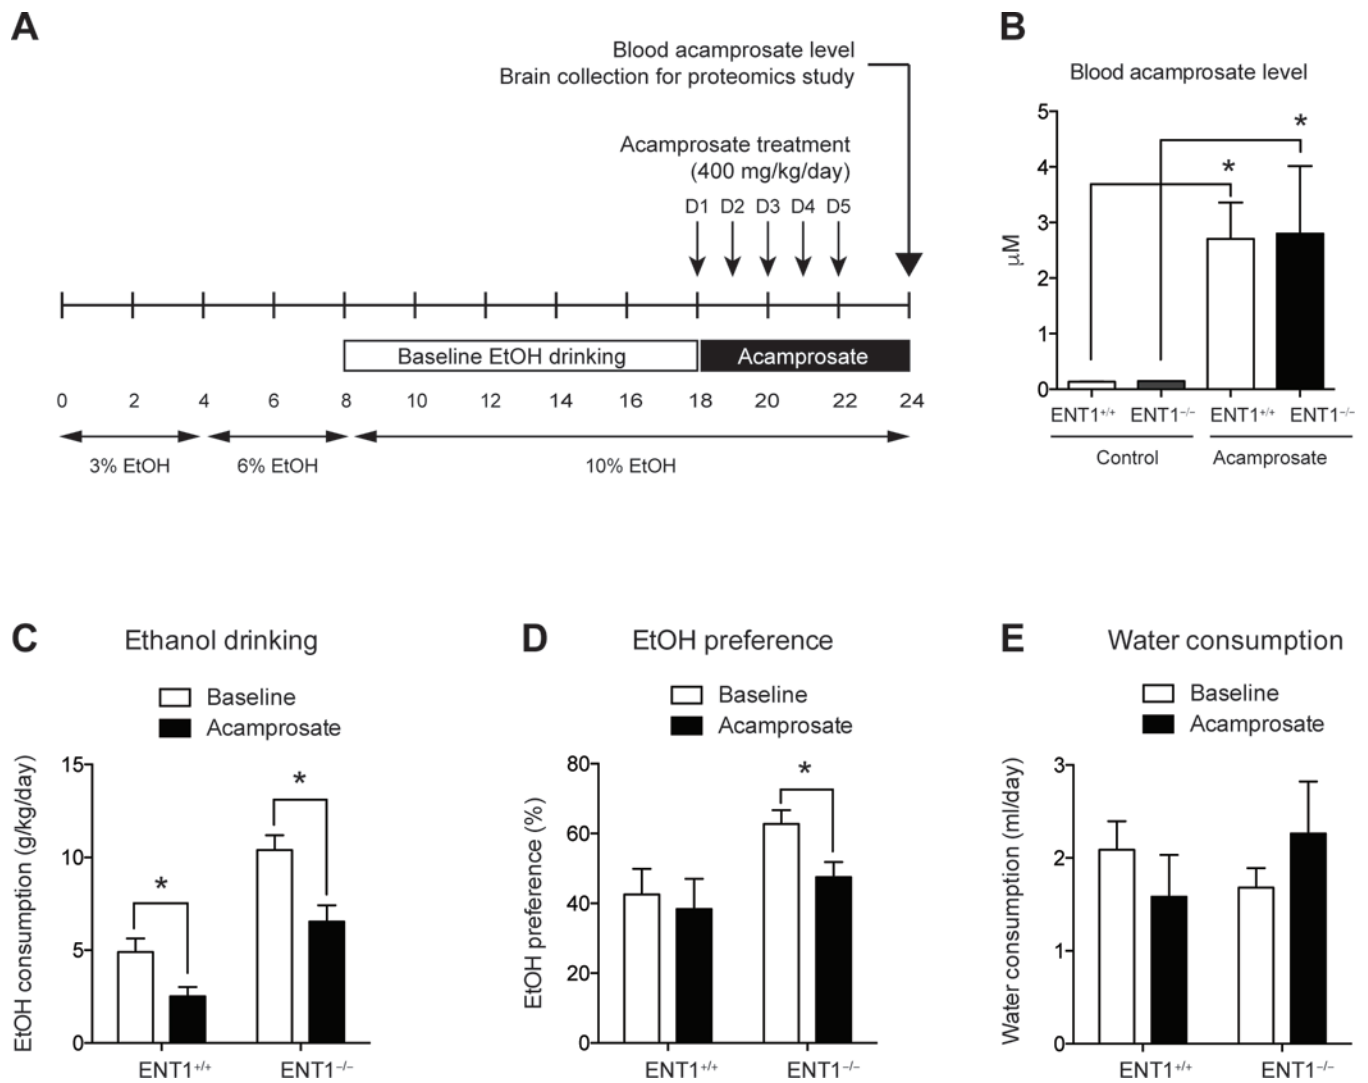 A
Blood acamprosate level
Brain collection for proteomics study
Acamprosate treatment
(400 mg/kg/day)
D1 D2 D3 D4 D5
Baseline EtOH drinking
Acamprosate
0 2 4 6 8 10 12 14 16 18 20 22 24
3% EtOH 6% EtOH 10% EtOH
B
Blood acamprosate level
µM
5
4
3
2
1
0
*
*
ENT1+/+ ENT1−/− ENT1+/+ ENT1−/−
Control Acamprosate
C Ethanol drinking
Baseline
Acamprosate
EtOH consumption (g/kg/day)
15
10
5
0
*
*
ENT1+/+ ENT1−/−
D EtOH preference
Baseline
Acamprosate
EtOH preference (%)
80
60
40
20
0
*
ENT1+/+ ENT1−/−
E Water consumption
Baseline
Acamprosate
Water consumption (ml/day)
3
2
1
0
ENT1+/+ ENT1−/−